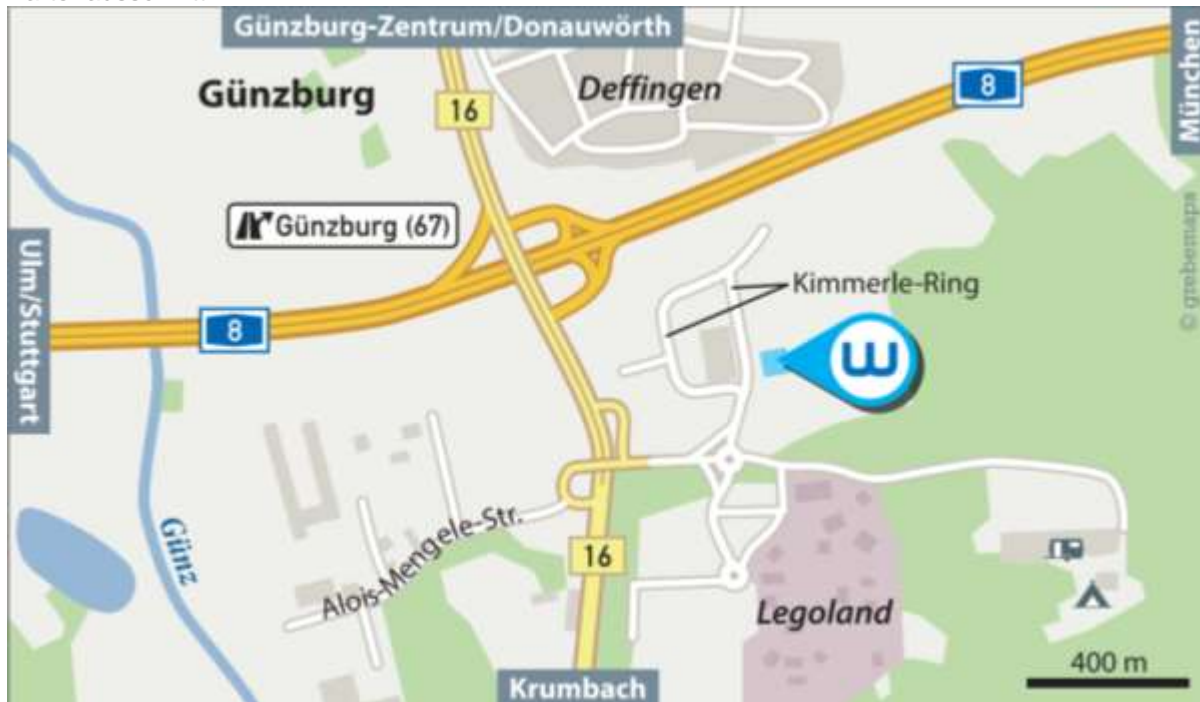 Günzburg-Zentrum/Donauwörth
Günzburg
16
Deffingen
8
München
Günzburg (67)
Ulm/Stuttgart
8
Kimmerle-Ring
W
Günz
Alois-Mengele-Str.
16
Legoland
400 m
Krumbach